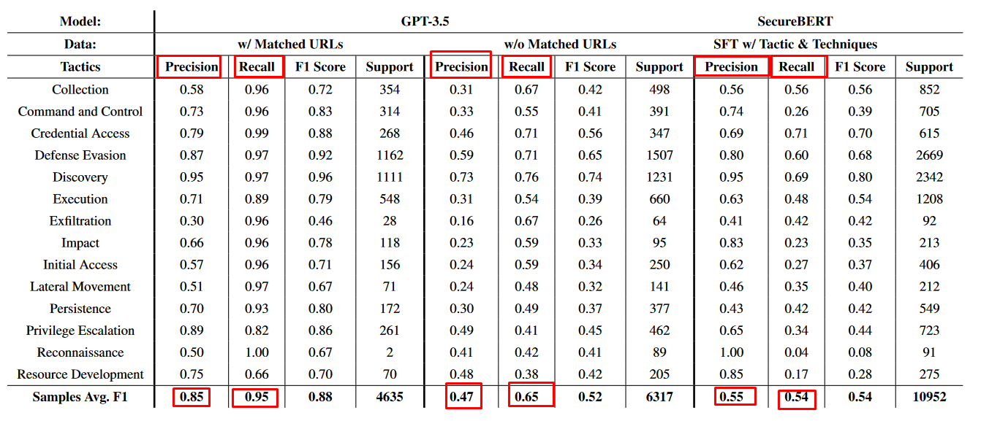 Model: GPT-3.5 SecureBERT
Data: w/ Matched URLs w/o Matched URLs SFT w/ Tactic & Techniques
Tactics Precision Recall F1 Score Support Precision Recall F1 Score Support Precision Recall F1 Score Support
Collection 0.58 0.96 0.72 354 0.31 0.67 0.42 498 0.56 0.56 0.56 852
Command and Control 0.73 0.96 0.83 314 0.33 0.55 0.41 391 0.74 0.26 0.39 705
Credential Access 0.79 0.99 0.88 268 0.46 0.71 0.56 347 0.69 0.71 0.70 615
Defense Evasion 0.87 0.97 0.92 1162 0.59 0.71 0.65 1507 0.80 0.60 0.68 2669
Discovery 0.95 0.97 0.96 1111 0.73 0.76 0.74 1231 0.95 0.69 0.80 2342
Execution 0.71 0.89 0.79 548 0.31 0.54 0.39 660 0.63 0.48 0.54 1208
Exfiltration 0.30 0.96 0.46 28 0.16 0.67 0.26 64 0.41 0.42 0.42 92
Impact 0.66 0.96 0.78 118 0.23 0.59 0.33 95 0.83 0.23 0.35 213
Initial Access 0.57 0.96 0.71 156 0.24 0.59 0.34 250 0.62 0.27 0.37 406
Lateral Movement 0.51 0.97 0.67 71 0.24 0.48 0.32 141 0.46 0.35 0.40 212
Persistence 0.70 0.93 0.80 172 0.30 0.49 0.37 377 0.43 0.42 0.42 549
Privilege Escalation 0.89 0.82 0.86 261 0.49 0.41 0.45 462 0.65 0.34 0.44 723
Reconnaissance 0.50 1.00 0.67 2 0.41 0.42 0.41 89 1.00 0.04 0.08 91
Resource Development 0.75 0.66 0.70 70 0.48 0.38 0.42 205 0.85 0.17 0.28 275
Samples Avg. F1 0.85 0.95 0.88 4635 0.47 0.65 0.52 6317 0.55 0.54 0.54 10952